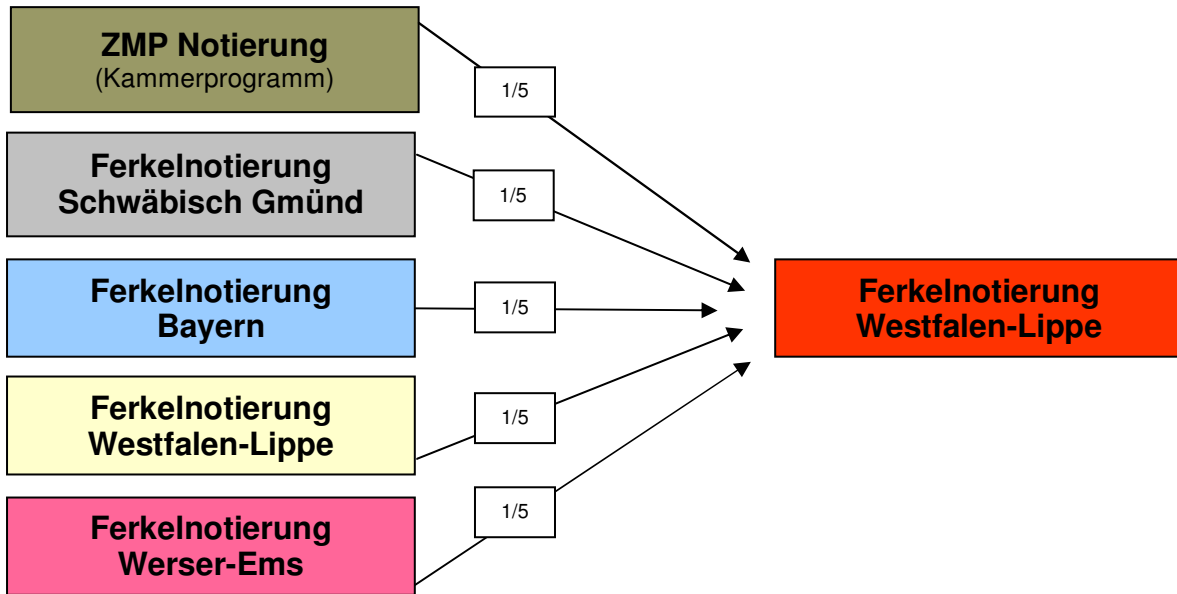 ZMP Notierung
(Kammerprogramm)
1/5
Ferkelnotierung
Schwäbisch Gmünd
1/5
Ferkelnotierung
Bayern
1/5
Ferkelnotierung
Westfalen-Lippe
1/5
Ferkelnotierung
Werser-Ems
1/5
Ferkelnotierung
Westfalen-Lippe